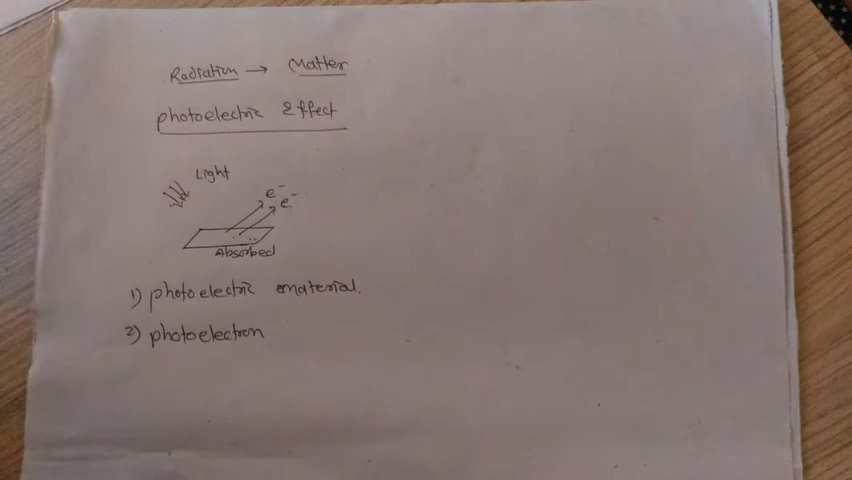 Radiation → Matter
photoelectric Effect
Light
e⁻
e⁻
Absorbed
1) photoelectric material.
2) photoelectron